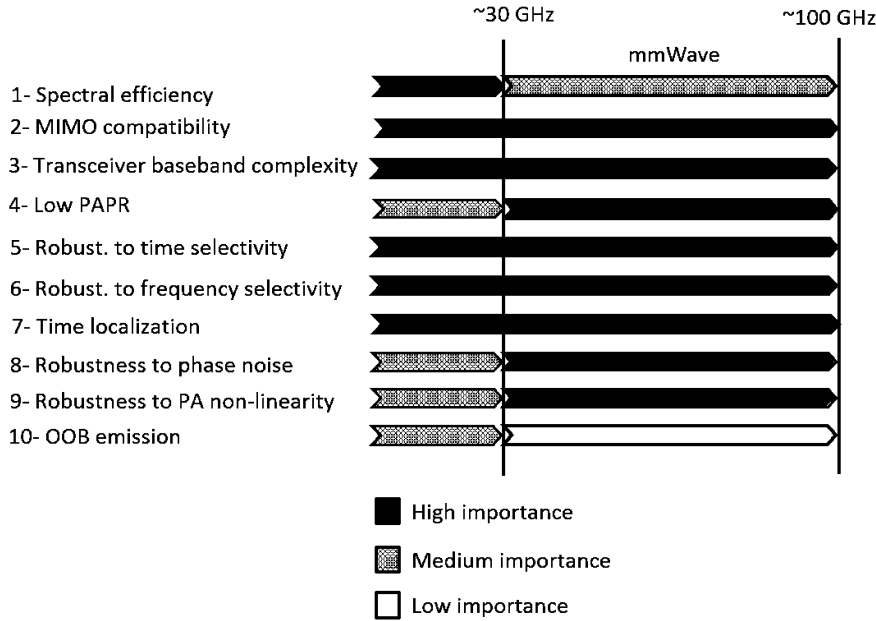 ~30 GHz
~100 GHz
mmWave
1- Spectral efficiency
2- MIMO compatibility
3- Transceiver baseband complexity
4- Low PAPR
5- Robust. to time selectivity
6- Robust. to frequency selectivity
7- Time localization
8- Robustness to phase noise
9- Robustness to PA non-linearity
10- OOB emission
High importance
Medium importance
Low importance